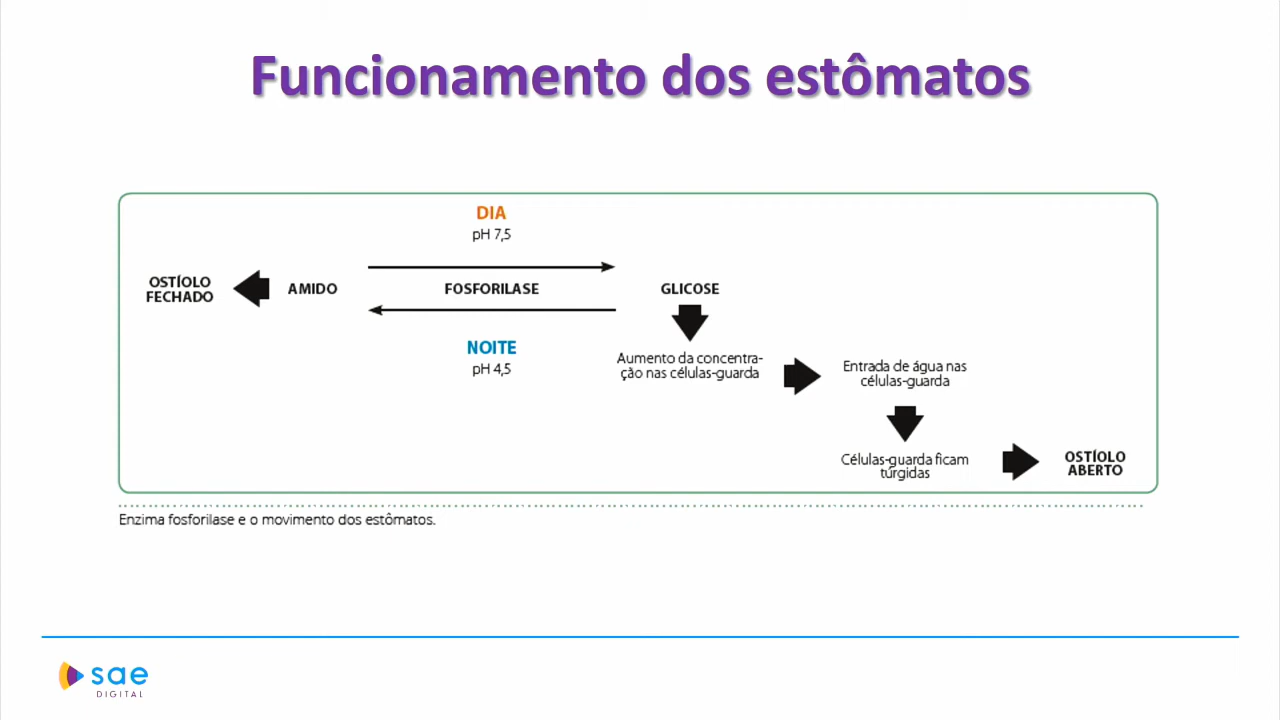 Funcionamento dos estômatos
DIA
pH 7,5
OSTÍOLO
FECHADO
AMIDO
FOSFORILASE
GLICOSE
NOITE
pH 4,5
Aumento da concentra-
ção nas células-guarda
Entrada de água nas
células-guarda
Células-guarda ficam
túrgidas
OSTÍOLO
ABERTO
Enzima fosforilase e o movimento dos estômatos.
sae
DIGITAL